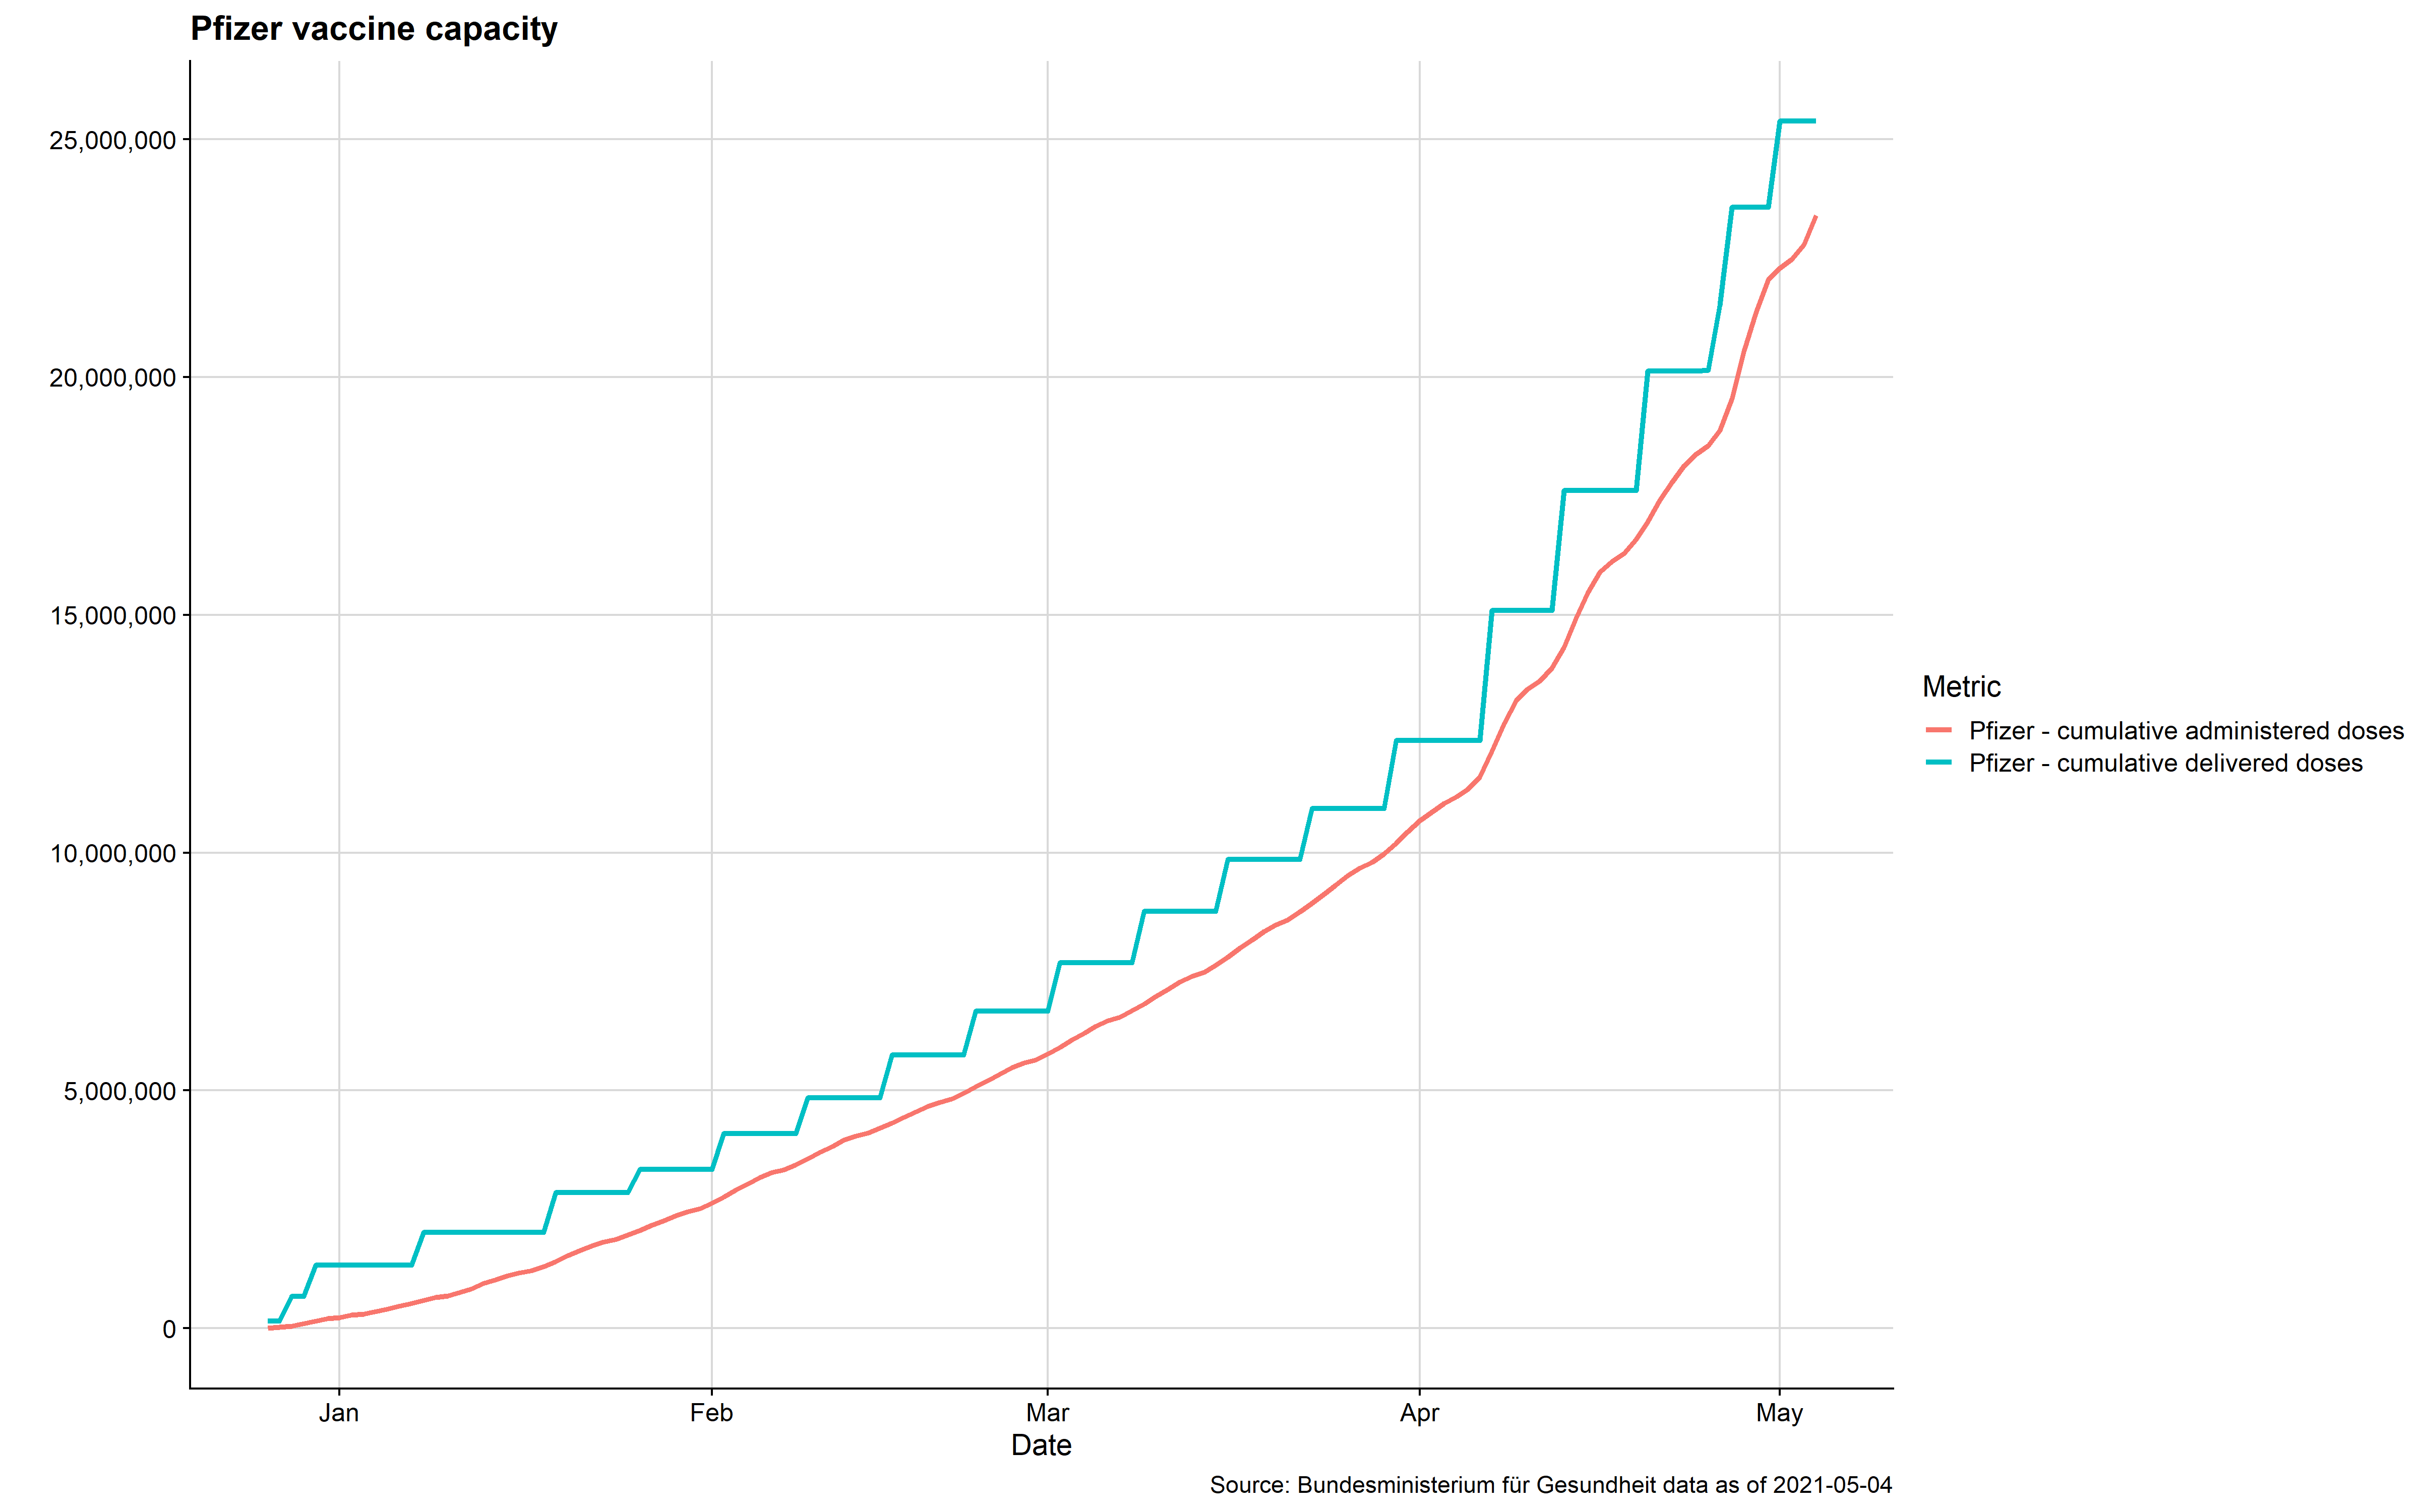 Pfizer vaccine capacity
25,000,000
20,000,000
15,000,000
10,000,000
5,000,000
0
Jan Feb Mar Apr May
Date
Metric
Pfizer - cumulative administered doses
Pfizer - cumulative delivered doses
Source: Bundesministerium für Gesundheit data as of 2021-05-04